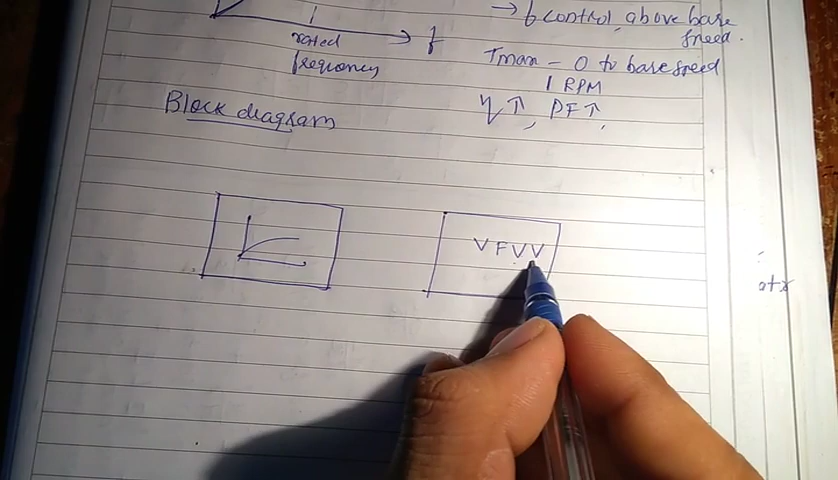 → f control above base
speed.
rated → f
frequency
Tmax – 0 to base speed
1 RPM
η ↑, PF ↑,
Block diagram
VFVV